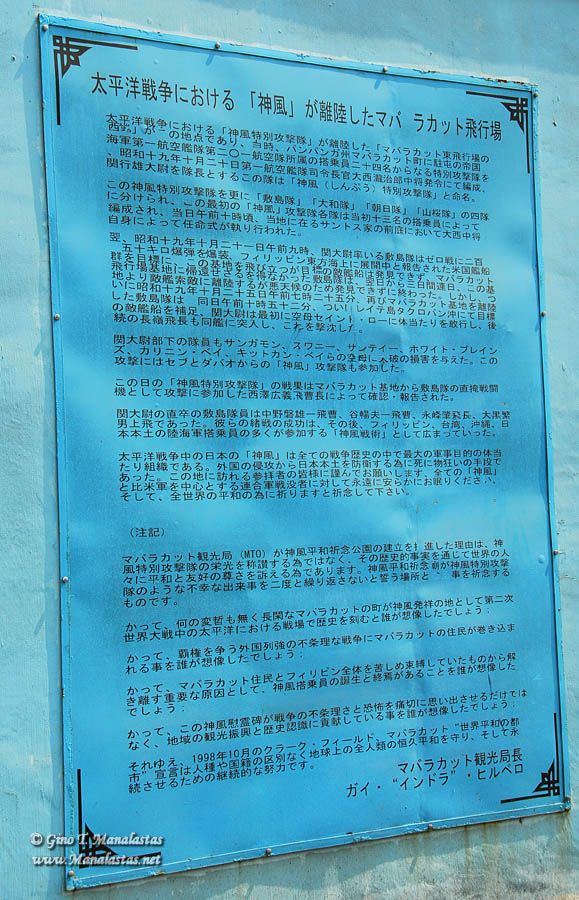 太平洋戦争における 「神風」が離陸したマバ ラカット飛行場
太平洋戦争における「神風特別攻撃隊」が離陸した「マバラカット東飛行場の
の地点であり、当時、パンパンガ州マバラカット町に駐屯の帝国
海軍第一航空艦隊二〇一航空隊所属の搭乗員二十四名からなる特別攻撃隊を
、昭和十九年十月二十日第一航空艦隊司令長官大西瀧治郎中将発令にて編成、
関行雄大尉を隊長とするこの隊は「神風（しんぷう）特別攻撃隊」と命名。
この神風特別攻撃隊を更に「敷島隊」「大和隊」「朝日隊」「山桜隊」の四隊
に分けられ、この最初の「神風」攻撃隊各隊は当初十三名の搭乗員によって
編成され、当日午前十時頃、当地に在るサントス家の前庭において大西中将
自身によって任命式が執り行われた。
翌、昭和十九年十月二十一日午前九時、関大尉率いる敷島隊はゼロ戦に二百
五十キロ爆弾を爆装、フィリッピン東方海上に展開中と報告された米国艦船
群を目標に、この基地を飛び立つが目標の敵艦船は発見できず、マバラカット
飛行場基地に帰還せざるを得なかった敷島隊は、翌日から三日間連日、この基
地より敵艦索敵に離陸するが悪天候のため発見できずに終わった。しかし、つ
いに昭和十九年十月二十五日午前七時二十五分、再びマバラカット基地を離陸
した敷島隊は 同日午前十時五十二分、ついにレイテ島タクロバン沖にて目標
の敵艦船を補足、関大尉は最初に空母セイント・ローに体当たりを敢行し、後
続の長嶺飛長も同艦に突入し、これを撃沈した。
関大尉部下の隊員もサンガモン、スワニー、サンティー、ホワイト・プレイン
ズ、カリニン・ベイ、キットカン・ベイらの空母に大破の損害を与えた。この
攻撃にはセブとダバオからの「神風」攻撃隊も参加した。
この日の「神風特別攻撃隊」の戦果はマバラカット基地から敷島隊の直掩戦闘
機として攻撃に参加した西澤広義飛曹長によって確認・報告された。
関大尉の直卒の敷島隊員は中野磐雄一飛曹、谷暢夫一飛曹、永峰肇飛長、大黒繁
男上飛であった。彼らの緒戦の成功は、その後、フィリッピン、台湾、沖縄、日
本本土の陸海軍搭乗員の多くが参加する「神風戦術」として広まっていった。
太平洋戦争中の日本の「神風」は全ての戦争歴史の中で最大の軍事目的の体当
たり組織である。外国の侵攻から日本本土を防衛する為に死に物狂いの手段で
あった。この地に訪れる参拝者の皆様に謹んでお願いします、全ての「神風」
と比米軍を中心とする連合軍戦没者に対して永遠に安らかにお眠りください、
そして、全世界の平和の為に祈りますと祈念して下さい。
（注記）
マバラカット観光局（MTO）が神風平和祈念公園の建立を推進した理由は、神
風特別攻撃隊の栄光を称讃する為ではなく、その歴史的事実を通じて世界の人
々に平和と友好の尊さを訴える為であります。神風平和祈念廟が神風特別攻撃
隊のような不幸な出来事を二度と繰り返さないと誓う場所と 事を祈念する
ものです。
かって、何の変哲も無く長閑なマバラカットの町が神風発祥の地として第二次
世界大戦中の太平洋における戦場で歴史を刻むと誰が想像したでしょう：
かって、覇権を争う外国列強の不条理な戦争にマバラカットの住民が巻き込ま
れる事を誰が想像したでしょう：
かって、マバラカット住民とフィリピン全体を苦しめ束縛していたものから解
き離す重要な原因として、神風搭乗員の誕生と終焉があることを誰が想像した
でしょう：
かって、この神風慰霊碑が戦争の不条理さと恐怖を痛切に思い出させるだけでは
なく、地域の観光振興と歴史認識に貢献している事を誰が想像したでしょう：
それゆえ、1998年10月のクラーク・フィールド、マバラカット“世界平和の都
市”宣言は人種や国籍の区別なく地球上の全人類の恒久平和を守り、そして永
続させるための継続的な努力です。
マバラカット観光局長
ガイ・“インドラ”・ヒルベロ
© Gino T. Manalastas
www.Manalastas.net